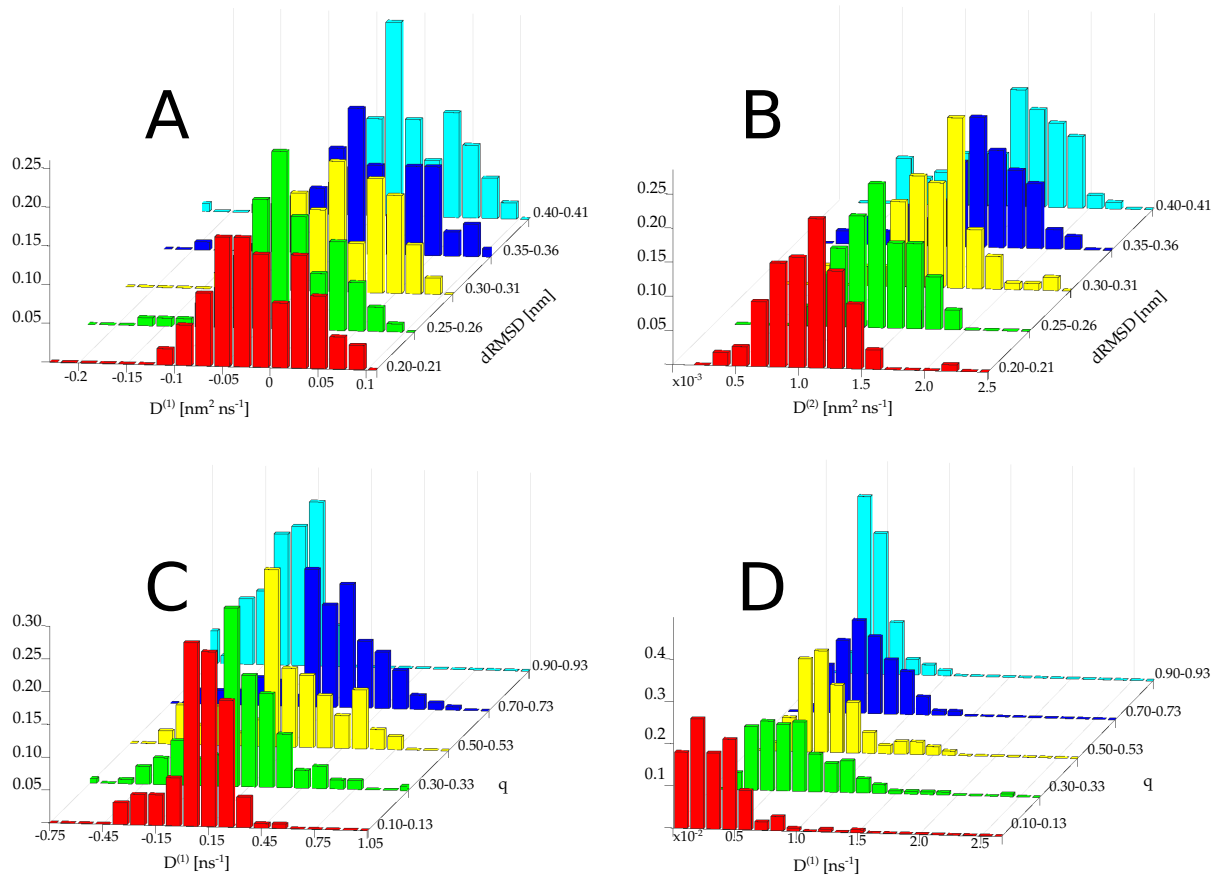 A
0.25
0.20
0.15
0.10
0.05
-0.2 -0.15 -0.1 -0.05 0 0.05 0.1
D(1) [nm² ns⁻¹]
0.40-0.41
0.35-0.36
0.30-0.31
0.25-0.26
0.20-0.21
dRMSD [nm]
B
0.25
0.20
0.15
0.10
0.05
x10⁻³ 0.5 1.0 1.5 2.0 2.5
D(2) [nm² ns⁻¹]
0.40-0.41
0.35-0.36
0.30-0.31
0.25-0.26
0.20-0.21
dRMSD [nm]
C
0.30
0.20
0.20
0.15
0.10
0.05
-0.75 -0.45 -0.15 0.15 0.45 0.75 1.05
D(1) [ns⁻¹]
0.90-0.93
0.70-0.73
0.50-0.53
0.30-0.33
0.10-0.13
q
D
0.4
0.3
0.2
0.1
x10⁻² 0.5 1.0 1.5 2.0 2.5
D(1) [ns⁻¹]
0.90-0.93
0.70-0.73
0.50-0.53
0.30-0.33
0.10-0.13
q